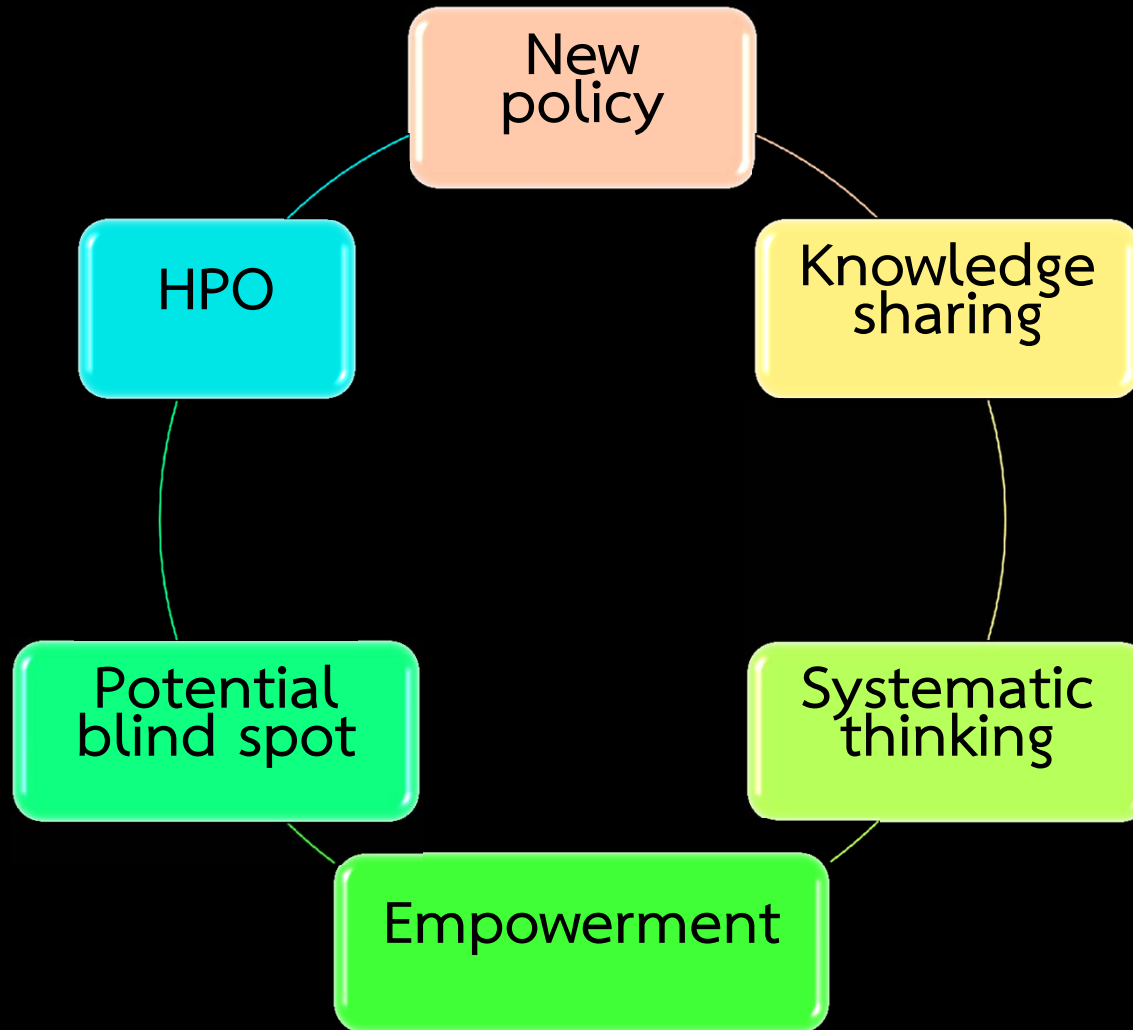 New
policy
Knowledge
sharing
Systematic
thinking
Empowerment
Potential
blind spot
HPO